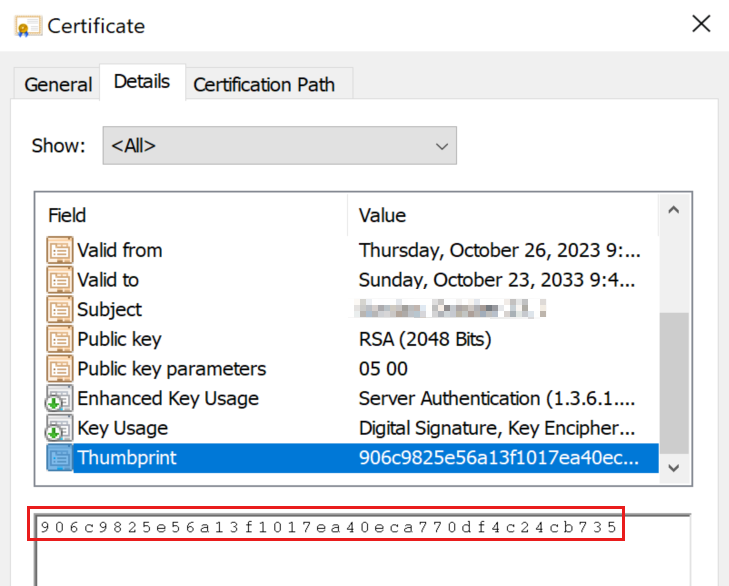 Certificate
General Details Certification Path
Show: <All>
Field Value
Valid from Thursday, October 26, 2023 9:...
Valid to Sunday, October 23, 2033 9:4...
Subject
Public key RSA (2048 Bits)
Public key parameters 05 00
Enhanced Key Usage Server Authentication (1.3.6.1....
Key Usage Digital Signature, Key Encipher...
Thumbprint 906c9825e56a13f1017ea40ec...
906c9825e56a13f1017ea40eca770df4c24cb735